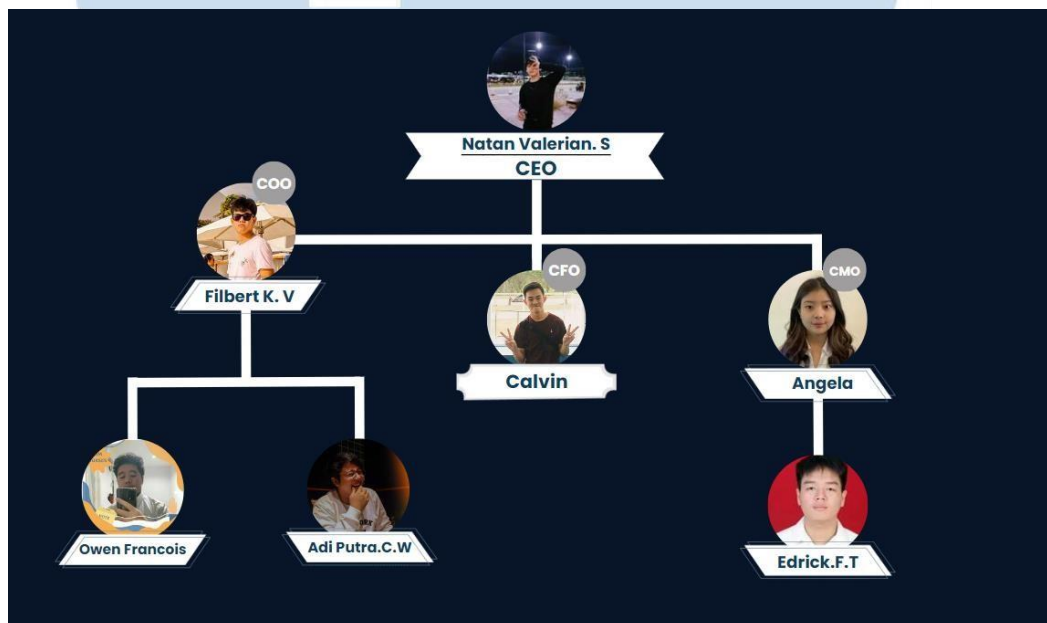 Natan Valerian. S
CEO
COO
Filbert K. V
CFO
Calvin
CMO
Angela
Owen Francois
Adi Putra.C.W
Edrick.F.T